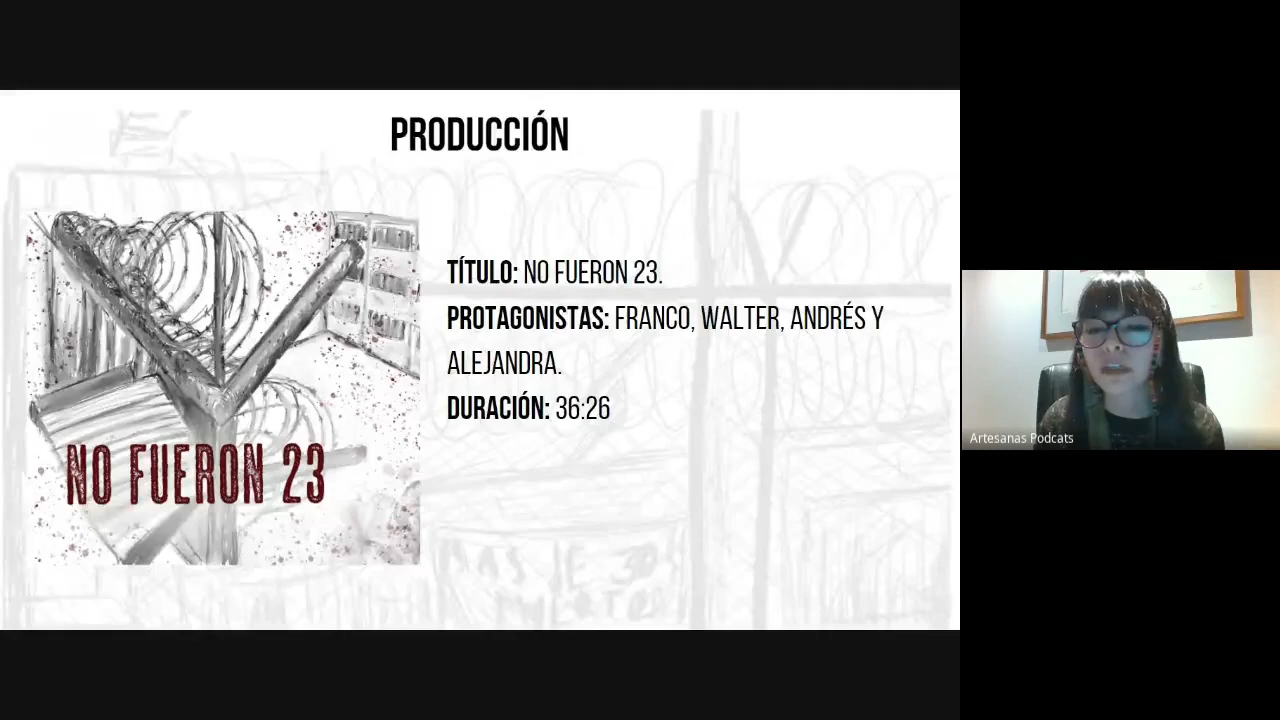 PRODUCCIÓN
TÍTULO: NO FUERON 23.
PROTAGONISTAS: FRANCO, WALTER, ANDRÉS Y
ALEJANDRA.
DURACIÓN: 36:26
NO FUERON 23
Artesanas Podcats